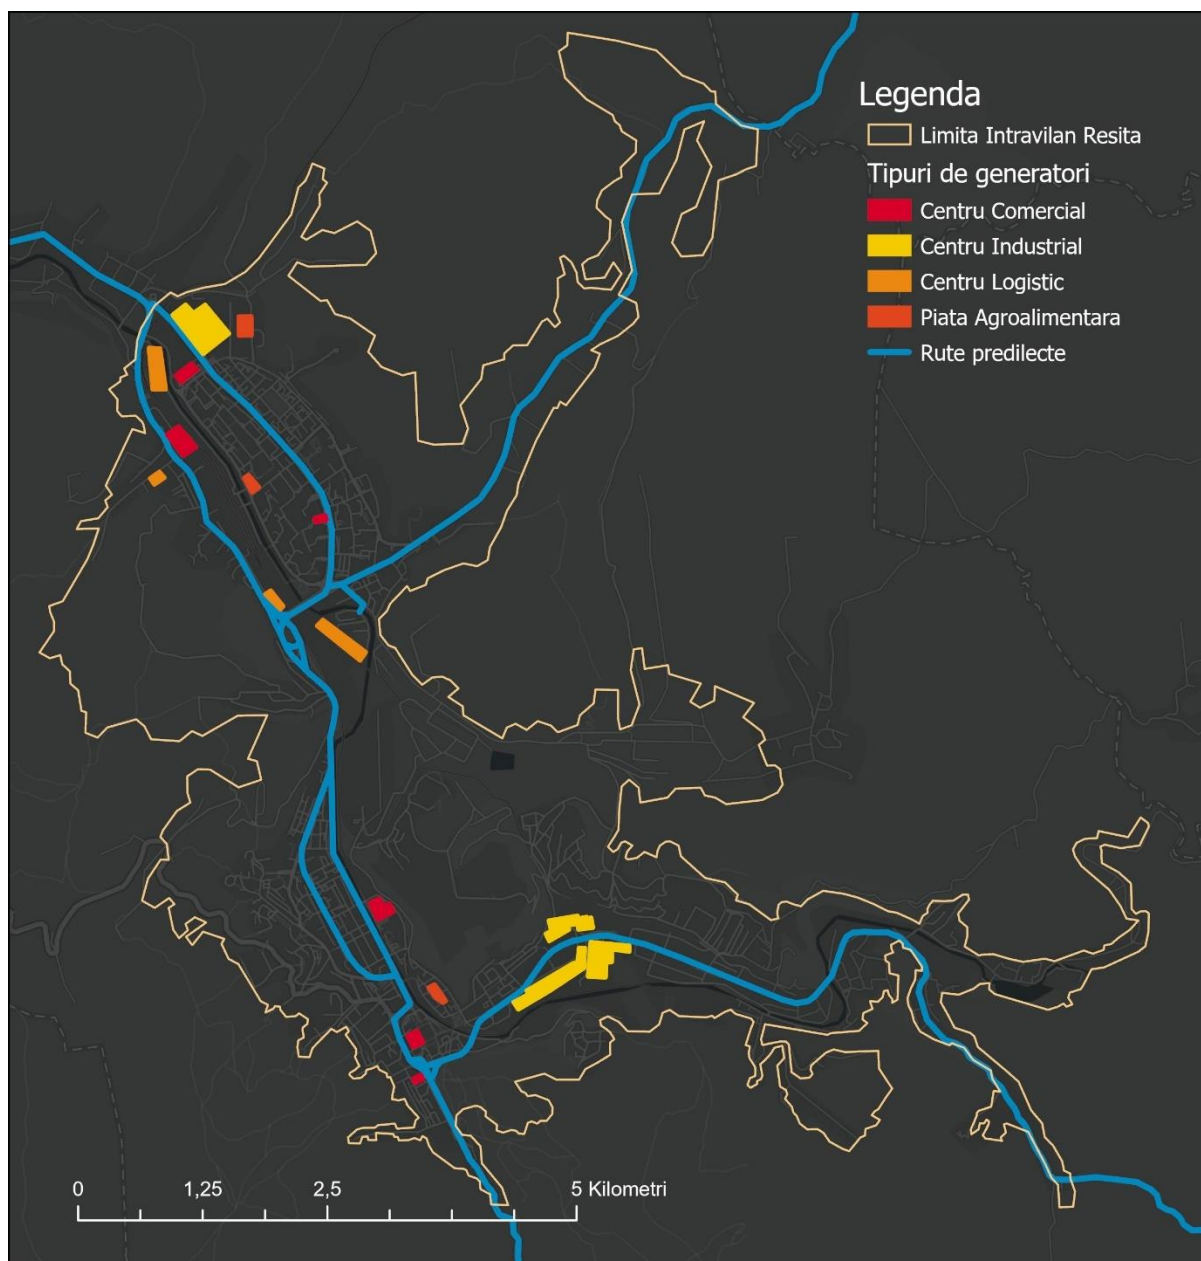 Legenda
Limita Intravilan Resita
Tipuri de generatori
Centru Comercial
Centru Industrial
Centru Logistic
Piata Agroalimentara
Rute predilecte
0 1,25 2,5 5 Kilometri